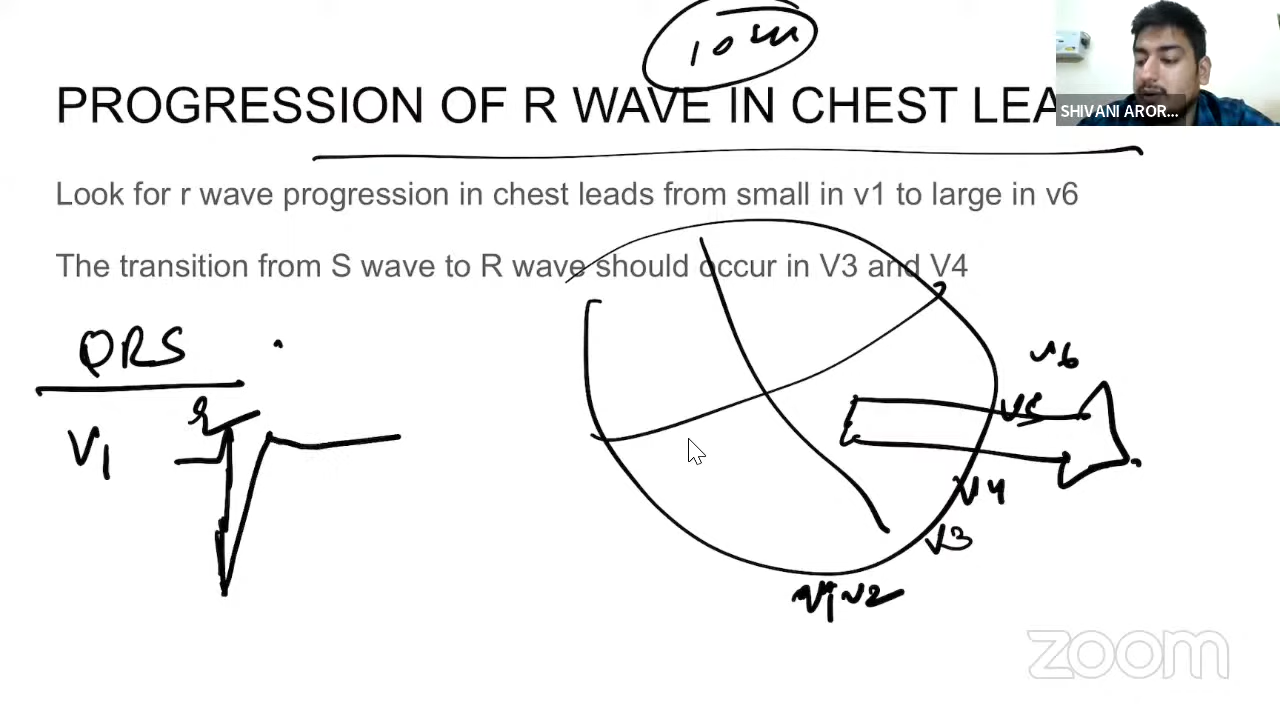 10 m
PROGRESSION OF R WAVE IN CHEST LEA
SHIVANI AROR...
Look for r wave progression in chest leads from small in v1 to large in v6
The transition from S wave to R wave should occur in V3 and V4
QRS
r
V1
V6
V5
V4
V3
V1 V2
zoom